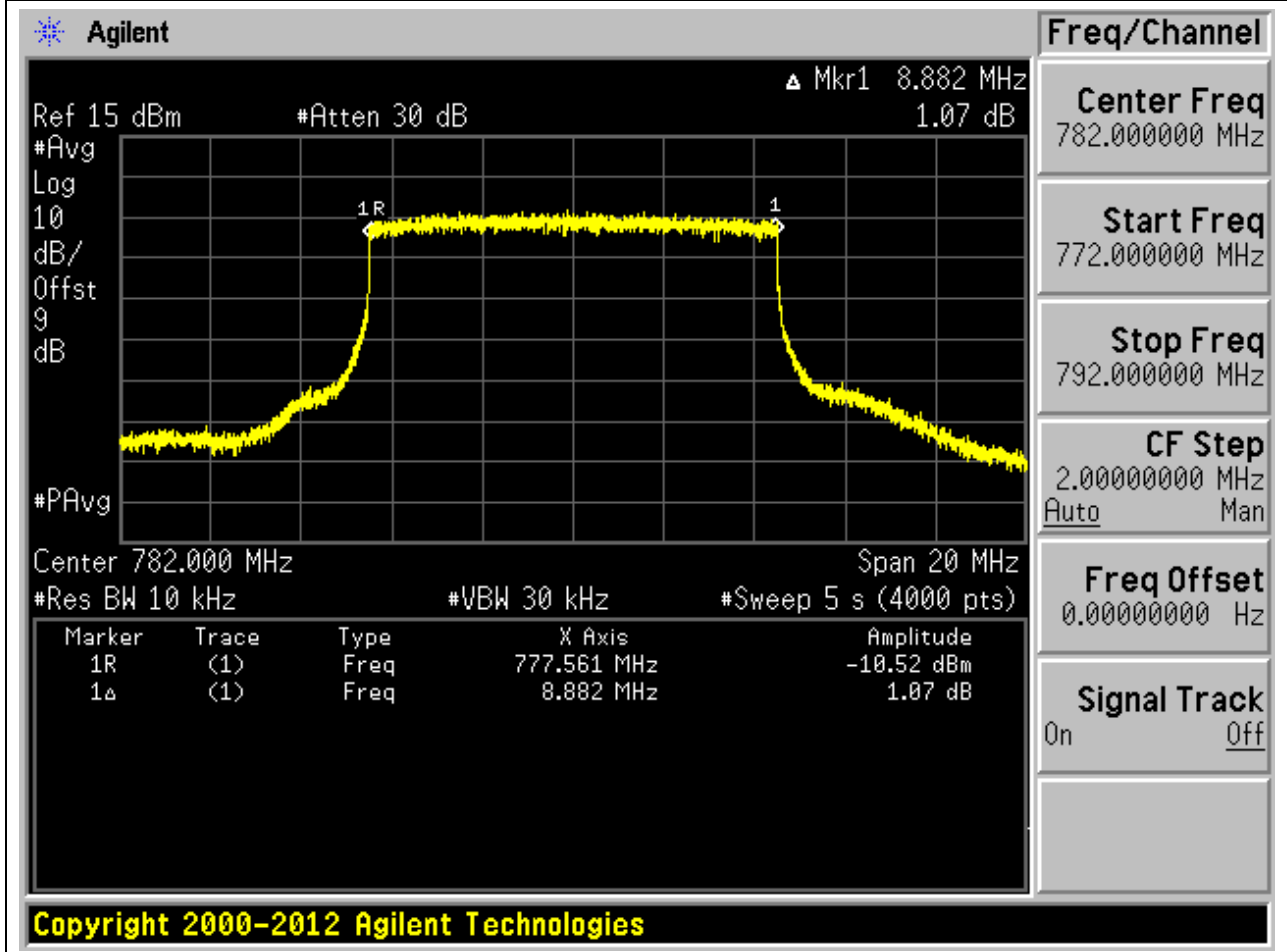 Agilent
Freq/Channel
Δ Mkr1 8.882 MHz
Ref 15 dBm #Atten 30 dB 1.07 dB
#Avg
Log
10
dB/
Offst
9
dB
#PAvg
1R
1
Center 782.000 MHz Span 20 MHz
#Res BW 10 kHz #VBW 30 kHz #Sweep 5 s (4000 pts)
Marker Trace Type X Axis Amplitude
1R (1) Freq 777.561 MHz -10.52 dBm
1Δ (1) Freq 8.882 MHz 1.07 dB
Center Freq
782.000000 MHz
Start Freq
772.000000 MHz
Stop Freq
792.000000 MHz
CF Step
2.00000000 MHz
Auto Man
Freq Offset
0.00000000 Hz
Signal Track
On Off
Copyright 2000-2012 Agilent Technologies